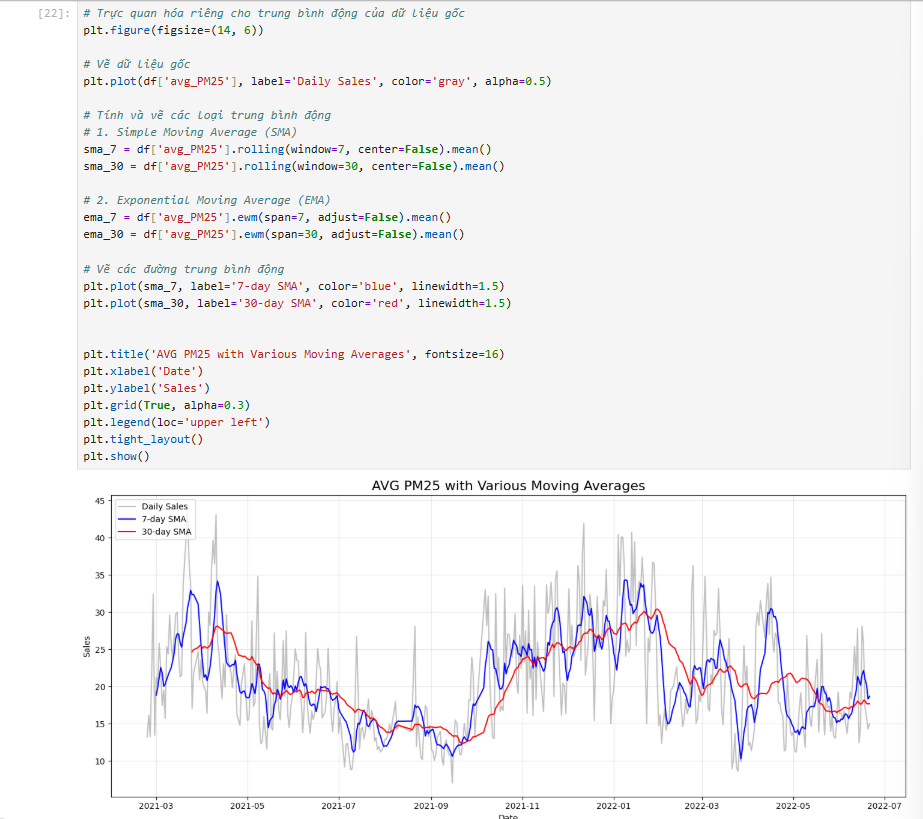 [22]:
# Trực quan hóa riêng cho trung bình động của dữ liệu gốc
plt.figure(figsize=(14, 6))
# Vẽ dữ liệu gốc
plt.plot(df['avg_PM25'], label='Daily Sales', color='gray', alpha=0.5)
# Tính và vẽ các loại trung bình động
# 1. Simple Moving Average (SMA)
sma_7 = df['avg_PM25'].rolling(window=7, center=False).mean()
sma_30 = df['avg_PM25'].rolling(window=30, center=False).mean()
# 2. Exponential Moving Average (EMA)
ema_7 = df['avg_PM25'].ewm(span=7, adjust=False).mean()
ema_30 = df['avg_PM25'].ewm(span=30, adjust=False).mean()
# Vẽ các đường trung bình động
plt.plot(sma_7, label='7-day SMA', color='blue', linewidth=1.5)
plt.plot(sma_30, label='30-day SMA', color='red', linewidth=1.5)
plt.title('AVG PM25 with Various Moving Averages', fontsize=16)
plt.xlabel('Date')
plt.ylabel('Sales')
plt.grid(True, alpha=0.3)
plt.legend(loc='upper left')
plt.tight_layout()
plt.show()
AVG PM25 with Various Moving Averages
Daily Sales
7-day SMA
30-day SMA
45
40
35
30
25
20
15
10
Sales
2021-03 2021-05 2021-07 2021-09 2021-11 2022-01 2022-03 2022-05 2022-07
Date